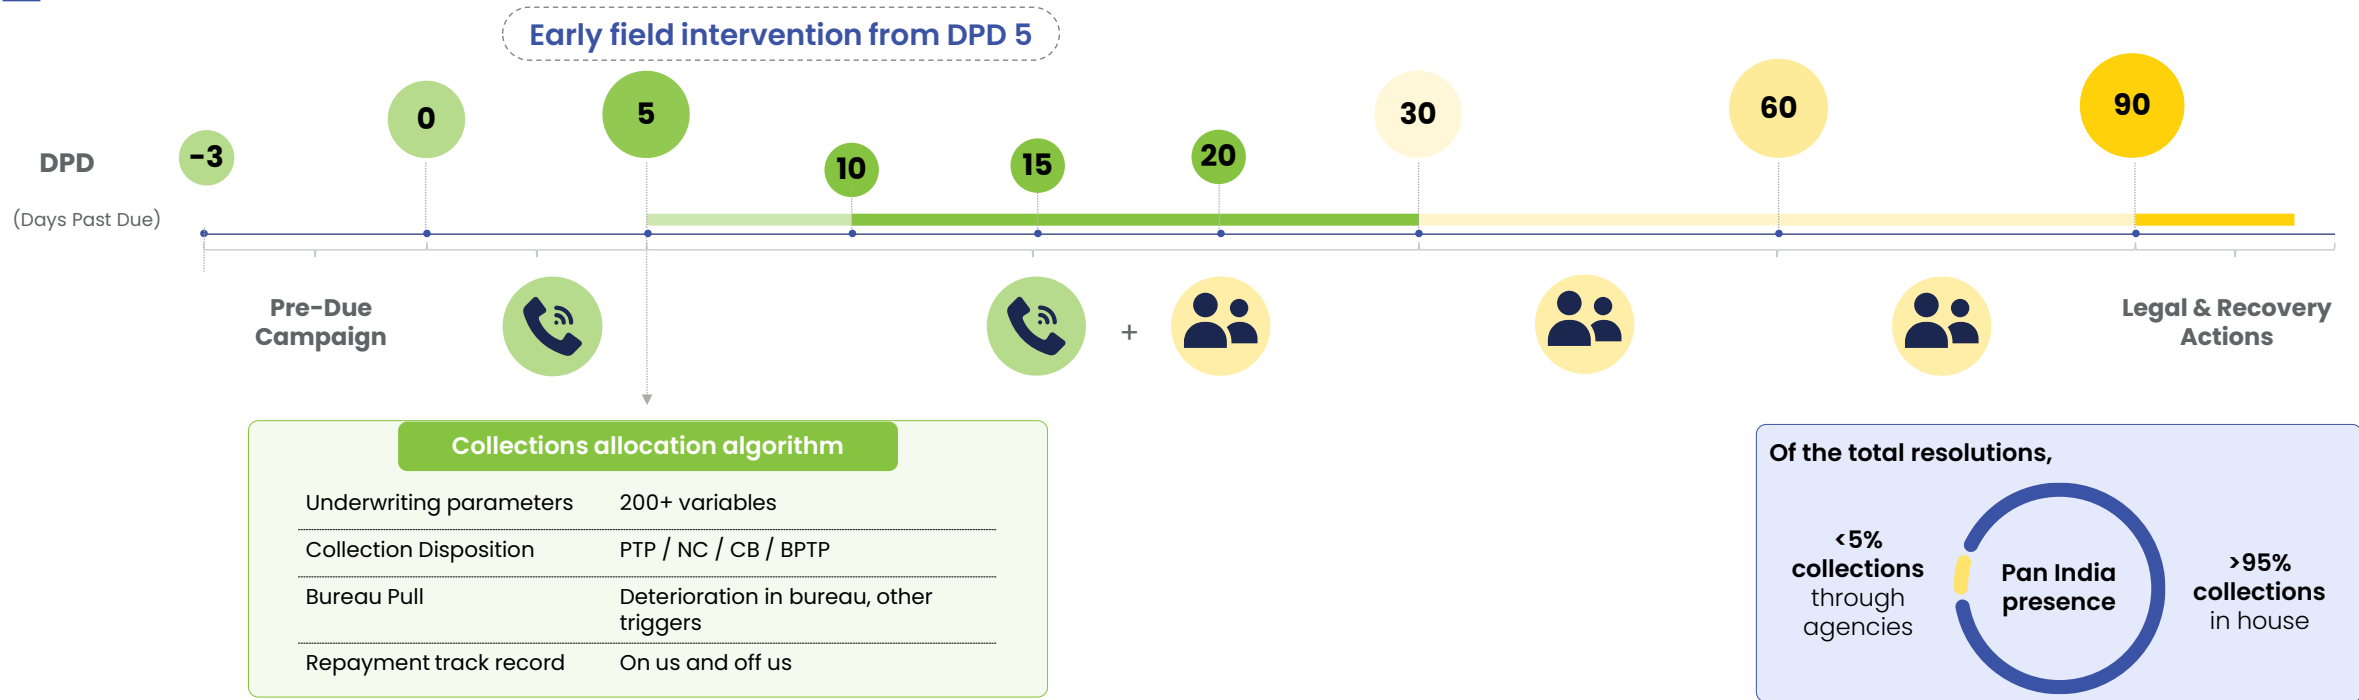 Early field intervention from DPD 5
DPD
(Days Past Due)
-3
0
5
10
15
20
30
60
90
Pre-Due
Campaign
+
Legal & Recovery
Actions
Collections allocation algorithm
Underwriting parameters 200+ variables
Collection Disposition PTP / NC / CB / BPTP
Bureau Pull Deterioration in bureau, other
triggers
Repayment track record On us and off us
Of the total resolutions,
<5%
collections
through
agencies
Pan India
presence
>95%
collections
in house